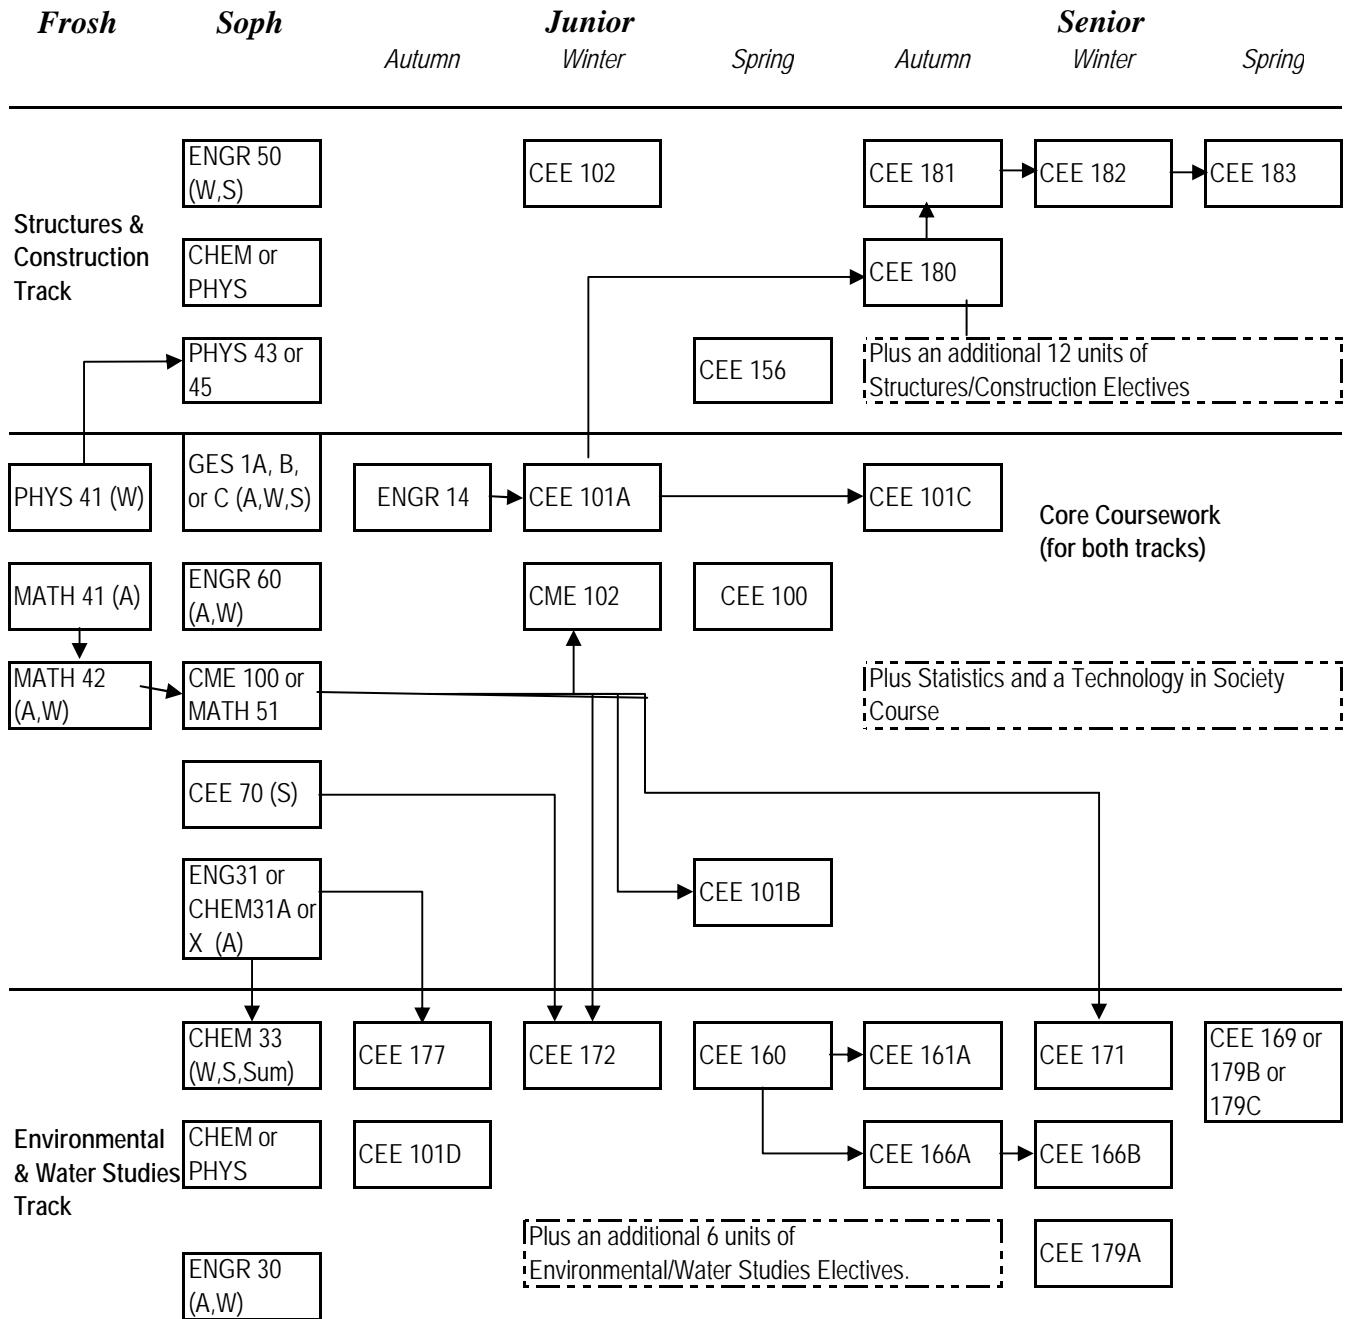 Frosh Soph Junior Senior
Autumn Winter Spring Autumn Winter Spring
ENGR 50
(W,S)
CEE 102
CEE 181
CEE 182
CEE 183
Structures &
Construction
Track
CHEM or
PHYS
CEE 180
PHYS 43 or
45
CEE 156
Plus an additional 12 units of
Structures/Construction Electives
PHYS 41 (W)
GES 1A, B,
or C (A,W,S)
ENGR 14
CEE 101A
CEE 101C
Core Coursework
(for both tracks)
MATH 41 (A)
ENGR 60
(A,W)
CME 102
CEE 100
MATH 42
(A,W)
CME 100 or
MATH 51
Plus Statistics and a Technology in Society
Course
CEE 70 (S)
ENG31 or
CHEM31A or
X (A)
CEE 101B
CHEM 33
(W,S,Sum)
CEE 177
CEE 172
CEE 160
CEE 161A
CEE 171
CEE 169 or
179B or
179C
Environmental
& Water Studies
Track
CHEM or
PHYS
CEE 101D
CEE 166A
CEE 166B
Plus an additional 6 units of
Environmental/Water Studies Electives.
CEE 179A
ENGR 30
(A,W)